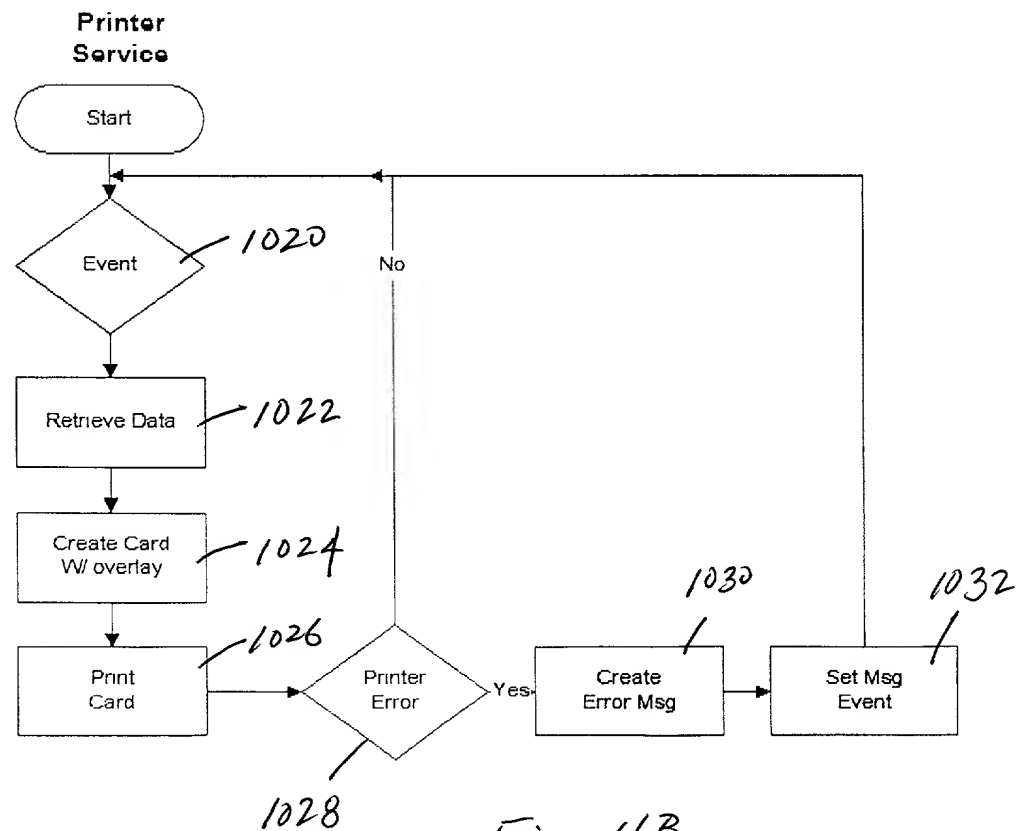 Printer
Service
Start
Event
1020
No
Retrieve Data
1022
Create Card
W/ overlay
1024
Print
Card
1026
Printer
Error
1028
Yes
Create
Error Msg
1030
Set Msg
Event
1032